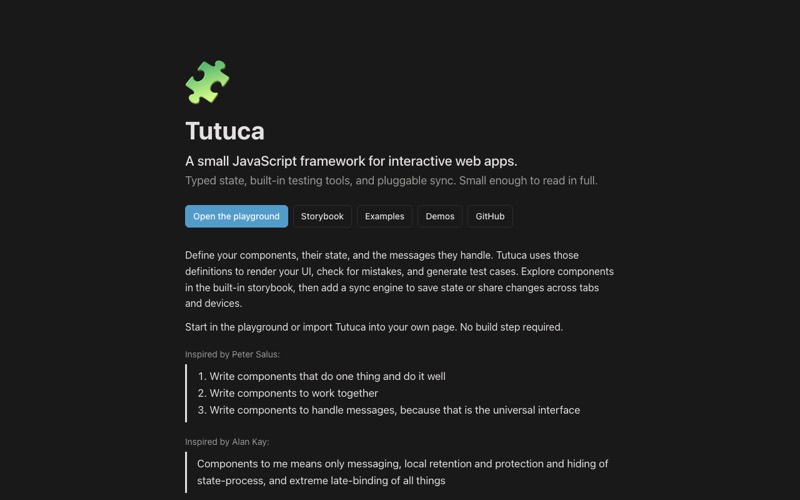 Tutuca
A small JavaScript framework for interactive web apps.
Typed state, built-in testing tools, and pluggable sync. Small enough to read in full.
Open the playground
Storybook
Examples
Demos
GitHub
Define your components, their state, and the messages they handle. Tutuca uses those
definitions to render your UI, check for mistakes, and generate test cases. Explore components
in the built-in storybook, then add a sync engine to save state or share changes across tabs
and devices.
Start in the playground or import Tutuca into your own page. No build step required.
Inspired by Peter Salus:
1. Write components that do one thing and do it well
2. Write components to work together
3. Write components to handle messages, because that is the universal interface
Inspired by Alan Kay:
Components to me means only messaging, local retention and protection and hiding of
state-process, and extreme late-binding of all things